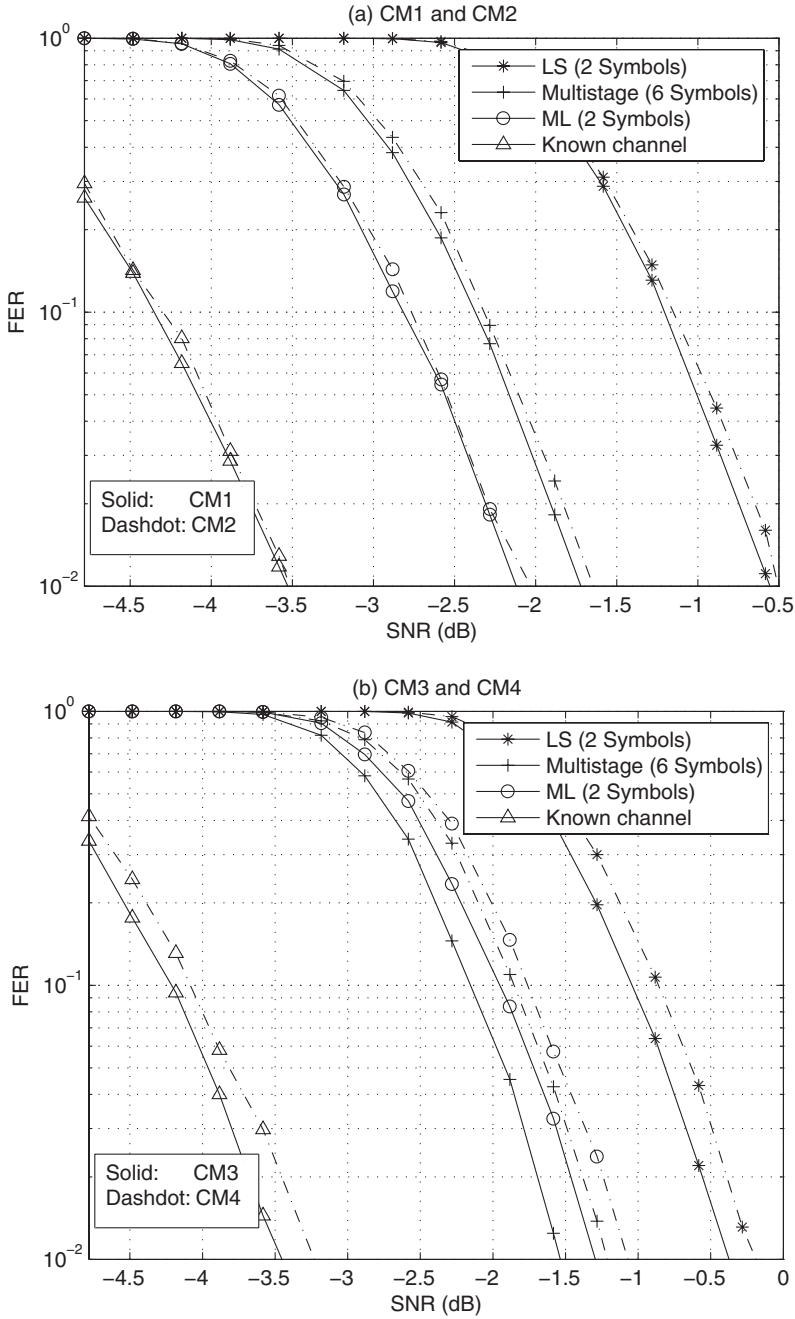 (a) CM1 and CM2
10^0
10^-1
10^-2
FER
LS (2 Symbols)
Multistage (6 Symbols)
ML (2 Symbols)
Known channel
Solid: CM1
Dashdot: CM2
−4.5 −4 −3.5 −3 −2.5 −2 −1.5 −1 −0.5
SNR (dB)
(b) CM3 and CM4
10^0
10^-1
10^-2
FER
LS (2 Symbols)
Multistage (6 Symbols)
ML (2 Symbols)
Known channel
Solid: CM3
Dashdot: CM4
−4.5 −4 −3.5 −3 −2.5 −2 −1.5 −1 −0.5 0
SNR (dB)